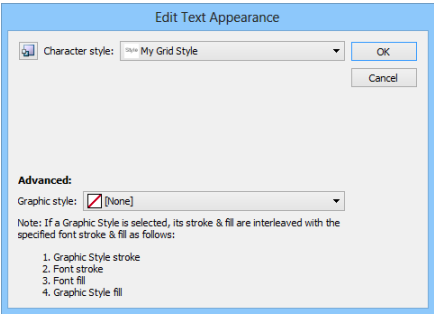 Edit Text Appearance
Character style: Style My Grid Style
OK
Cancel
Advanced:
Graphic style: [None]
Note: If a Graphic Style is selected, its stroke & fill are interleaved with the
specified font stroke & fill as follows:
1. Graphic Style stroke
2. Font stroke
3. Font fill
4. Graphic Style fill